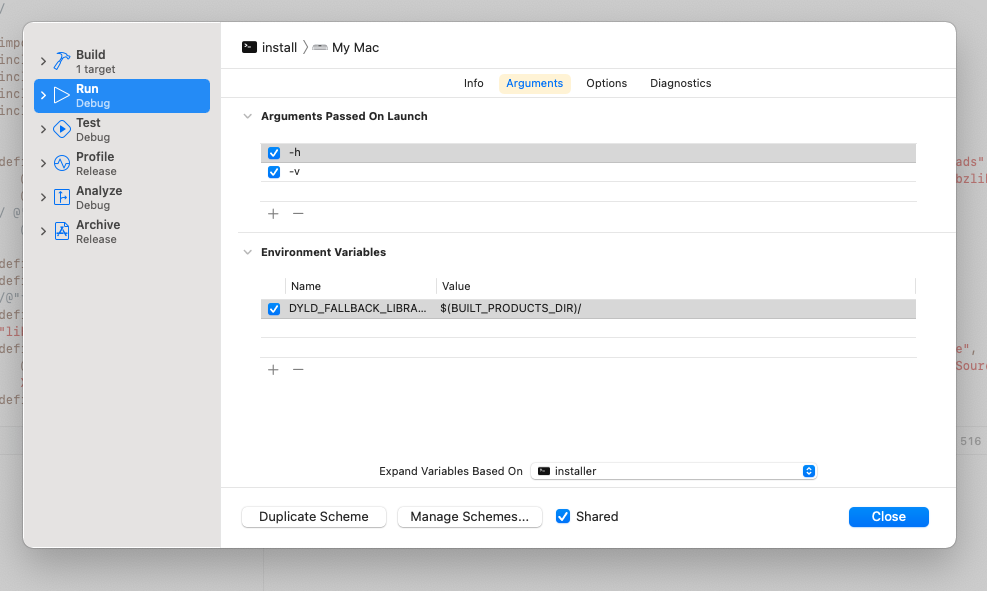 install
My Mac
Build
1 target
Run
Debug
Test
Debug
Profile
Release
Analyze
Debug
Archive
Release
Info
Arguments
Options
Diagnostics
Arguments Passed On Launch
-h
-v
Environment Variables
Name
Value
DYLD_FALLBACK_LIBRA...
$(BUILT_PRODUCTS_DIR)/
Expand Variables Based On
installer
Duplicate Scheme
Manage Schemes...
Shared
Close
516